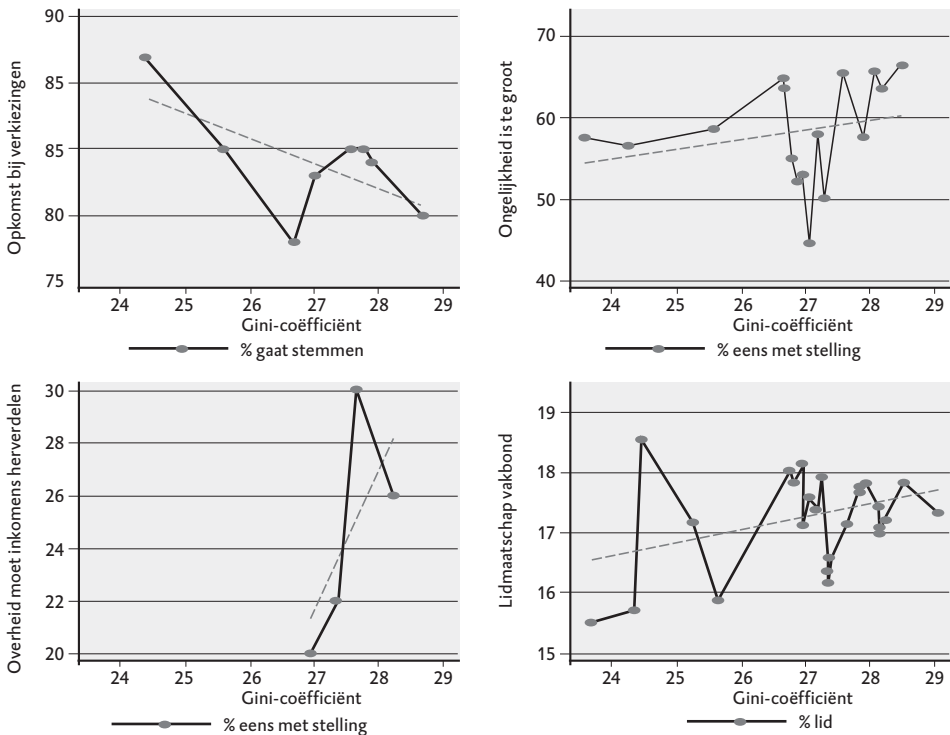 Opkomst bij verkiezingen
90
85
85
80
75
24 25 26 27 28 29
Gini-coëfficiënt
% gaat stemmen
Ongelijkheid is te groot
70
60
50
40
24 25 26 27 28 29
Gini-coëfficiënt
% eens met stelling
Overheid moet inkomens herverdelen
30
28
26
24
22
20
24 25 26 27 28 29
Gini-coëfficiënt
% eens met stelling
Lidmaatschap vakbond
19
18
17
16
15
24 25 26 27 28 29
Gini-coëfficiënt
% lid